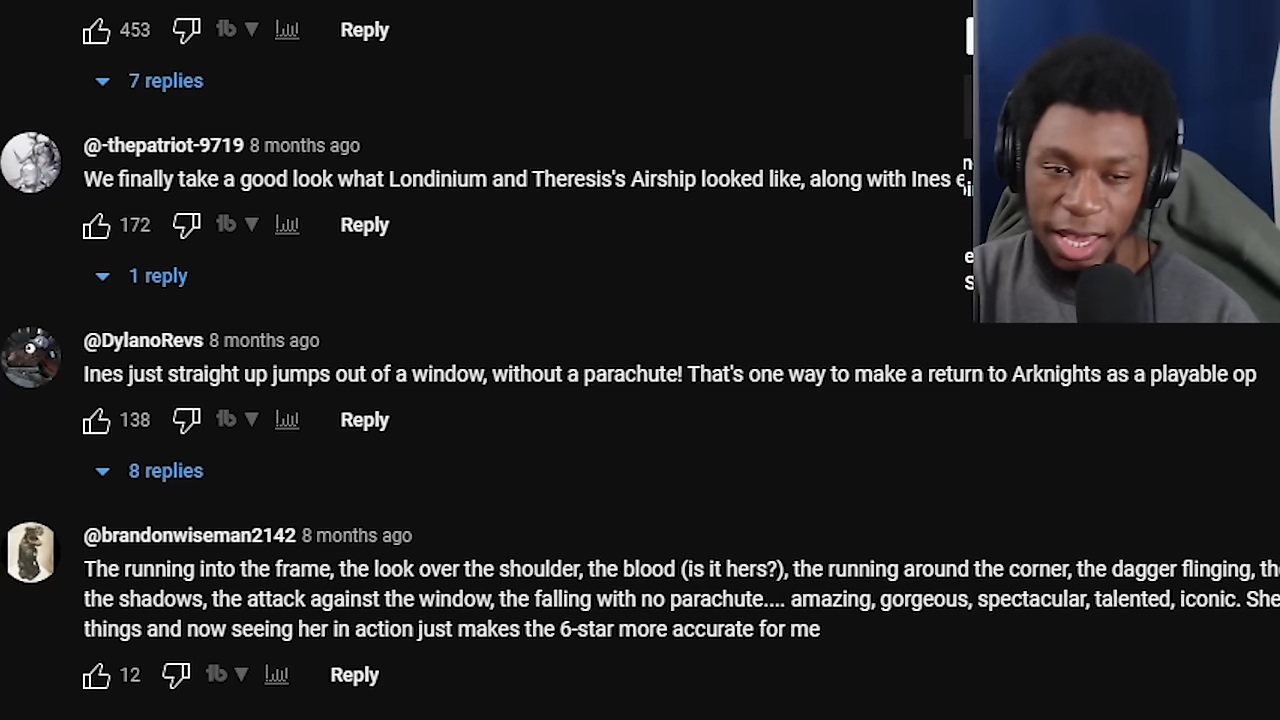 453 Reply
7 replies
@-thepatriot-9719 8 months ago
We finally take a good look what Londinium and Theresis's Airship looked like, along with Ines
172 Reply
1 reply
@DylanoRevs 8 months ago
Ines just straight up jumps out of a window, without a parachute! That's one way to make a return to Arknights as a playable op
138 Reply
8 replies
@brandonwiseman2142 8 months ago
The running into the frame, the look over the shoulder, the blood (is it hers?), the running around the corner, the dagger flinging,
the shadows, the attack against the window, the falling with no parachute.... amazing, gorgeous, spectacular, talented, iconic. She
things and now seeing her in action just makes the 6-star more accurate for me
12 Reply